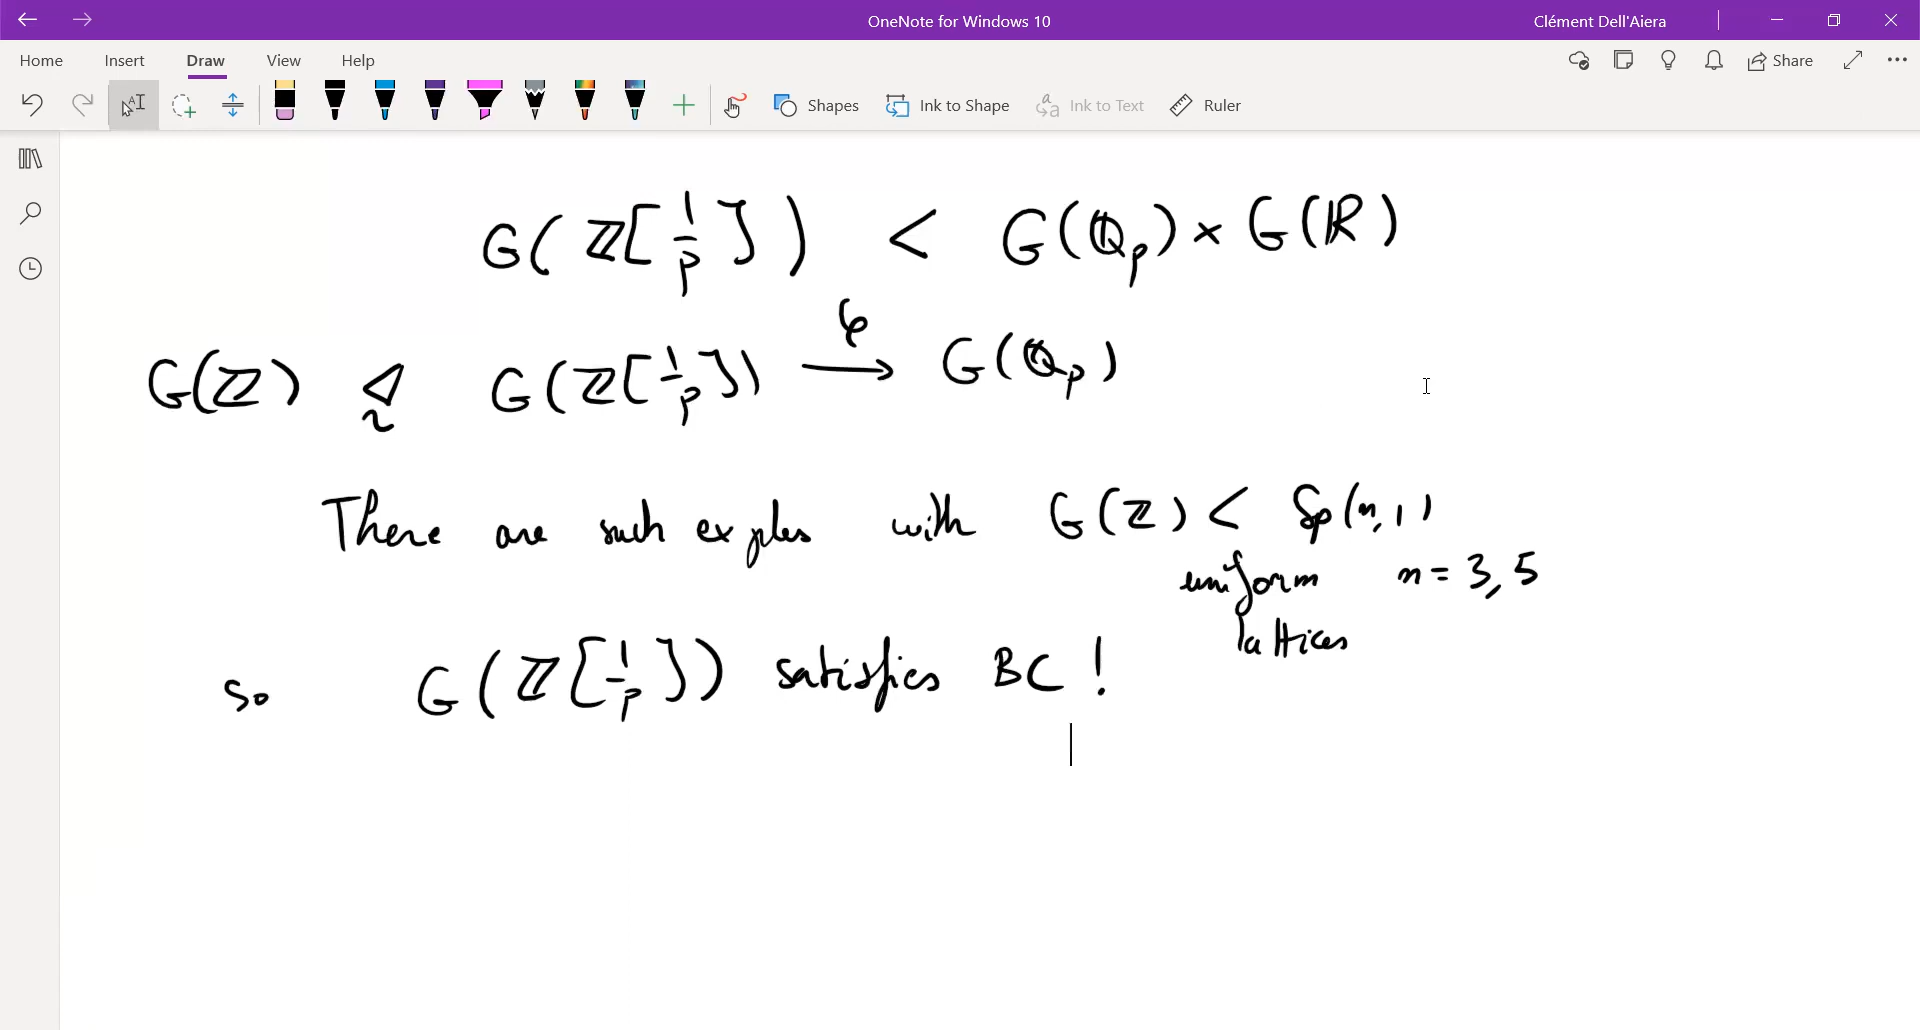 OneNote for Windows 10
Clément Dell'Aiera
Home Insert Draw View Help
Share
Shapes Ink to Shape Ink to Text Ruler
G(ℤ[1/p]) < G(ℚ_p) × G(ℝ)
G(ℤ) ⊲_~ G(ℤ[1/p]) —φ→ G(ℚ_p)
There are such exples with G(ℤ) < Sp(n,1)
uniform n = 3, 5
lattices
so G(ℤ[1/p]) satisfies BC !